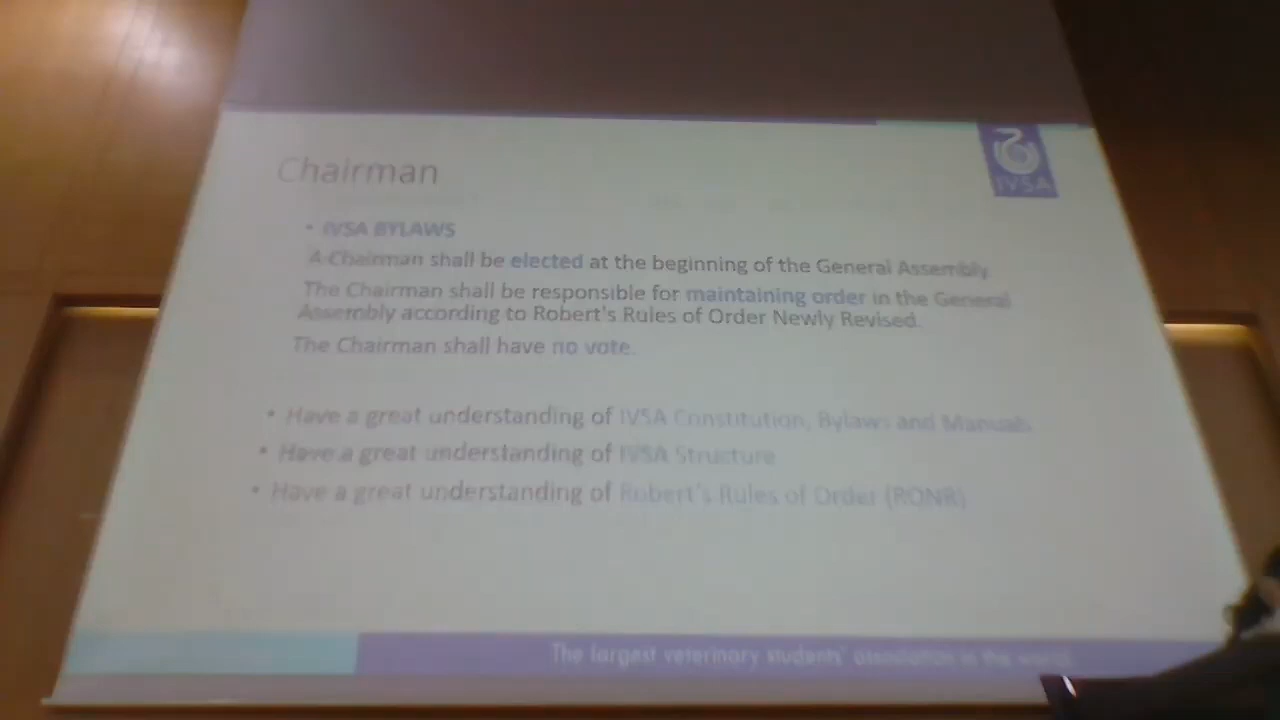 Chairman
IVSA
• IVSA BYLAWS
A Chairman shall be elected at the beginning of the General Assembly.
The Chairman shall be responsible for maintaining order in the General
Assembly according to Robert's Rules of Order Newly Revised.
The Chairman shall have no vote.
• Have a great understanding of IVSA Constitution, Bylaws and Manuals
• Have a great understanding of IVSA Structure
• Have a great understanding of Robert's Rules of Order (RONR)
The largest veterinary students' association in the world